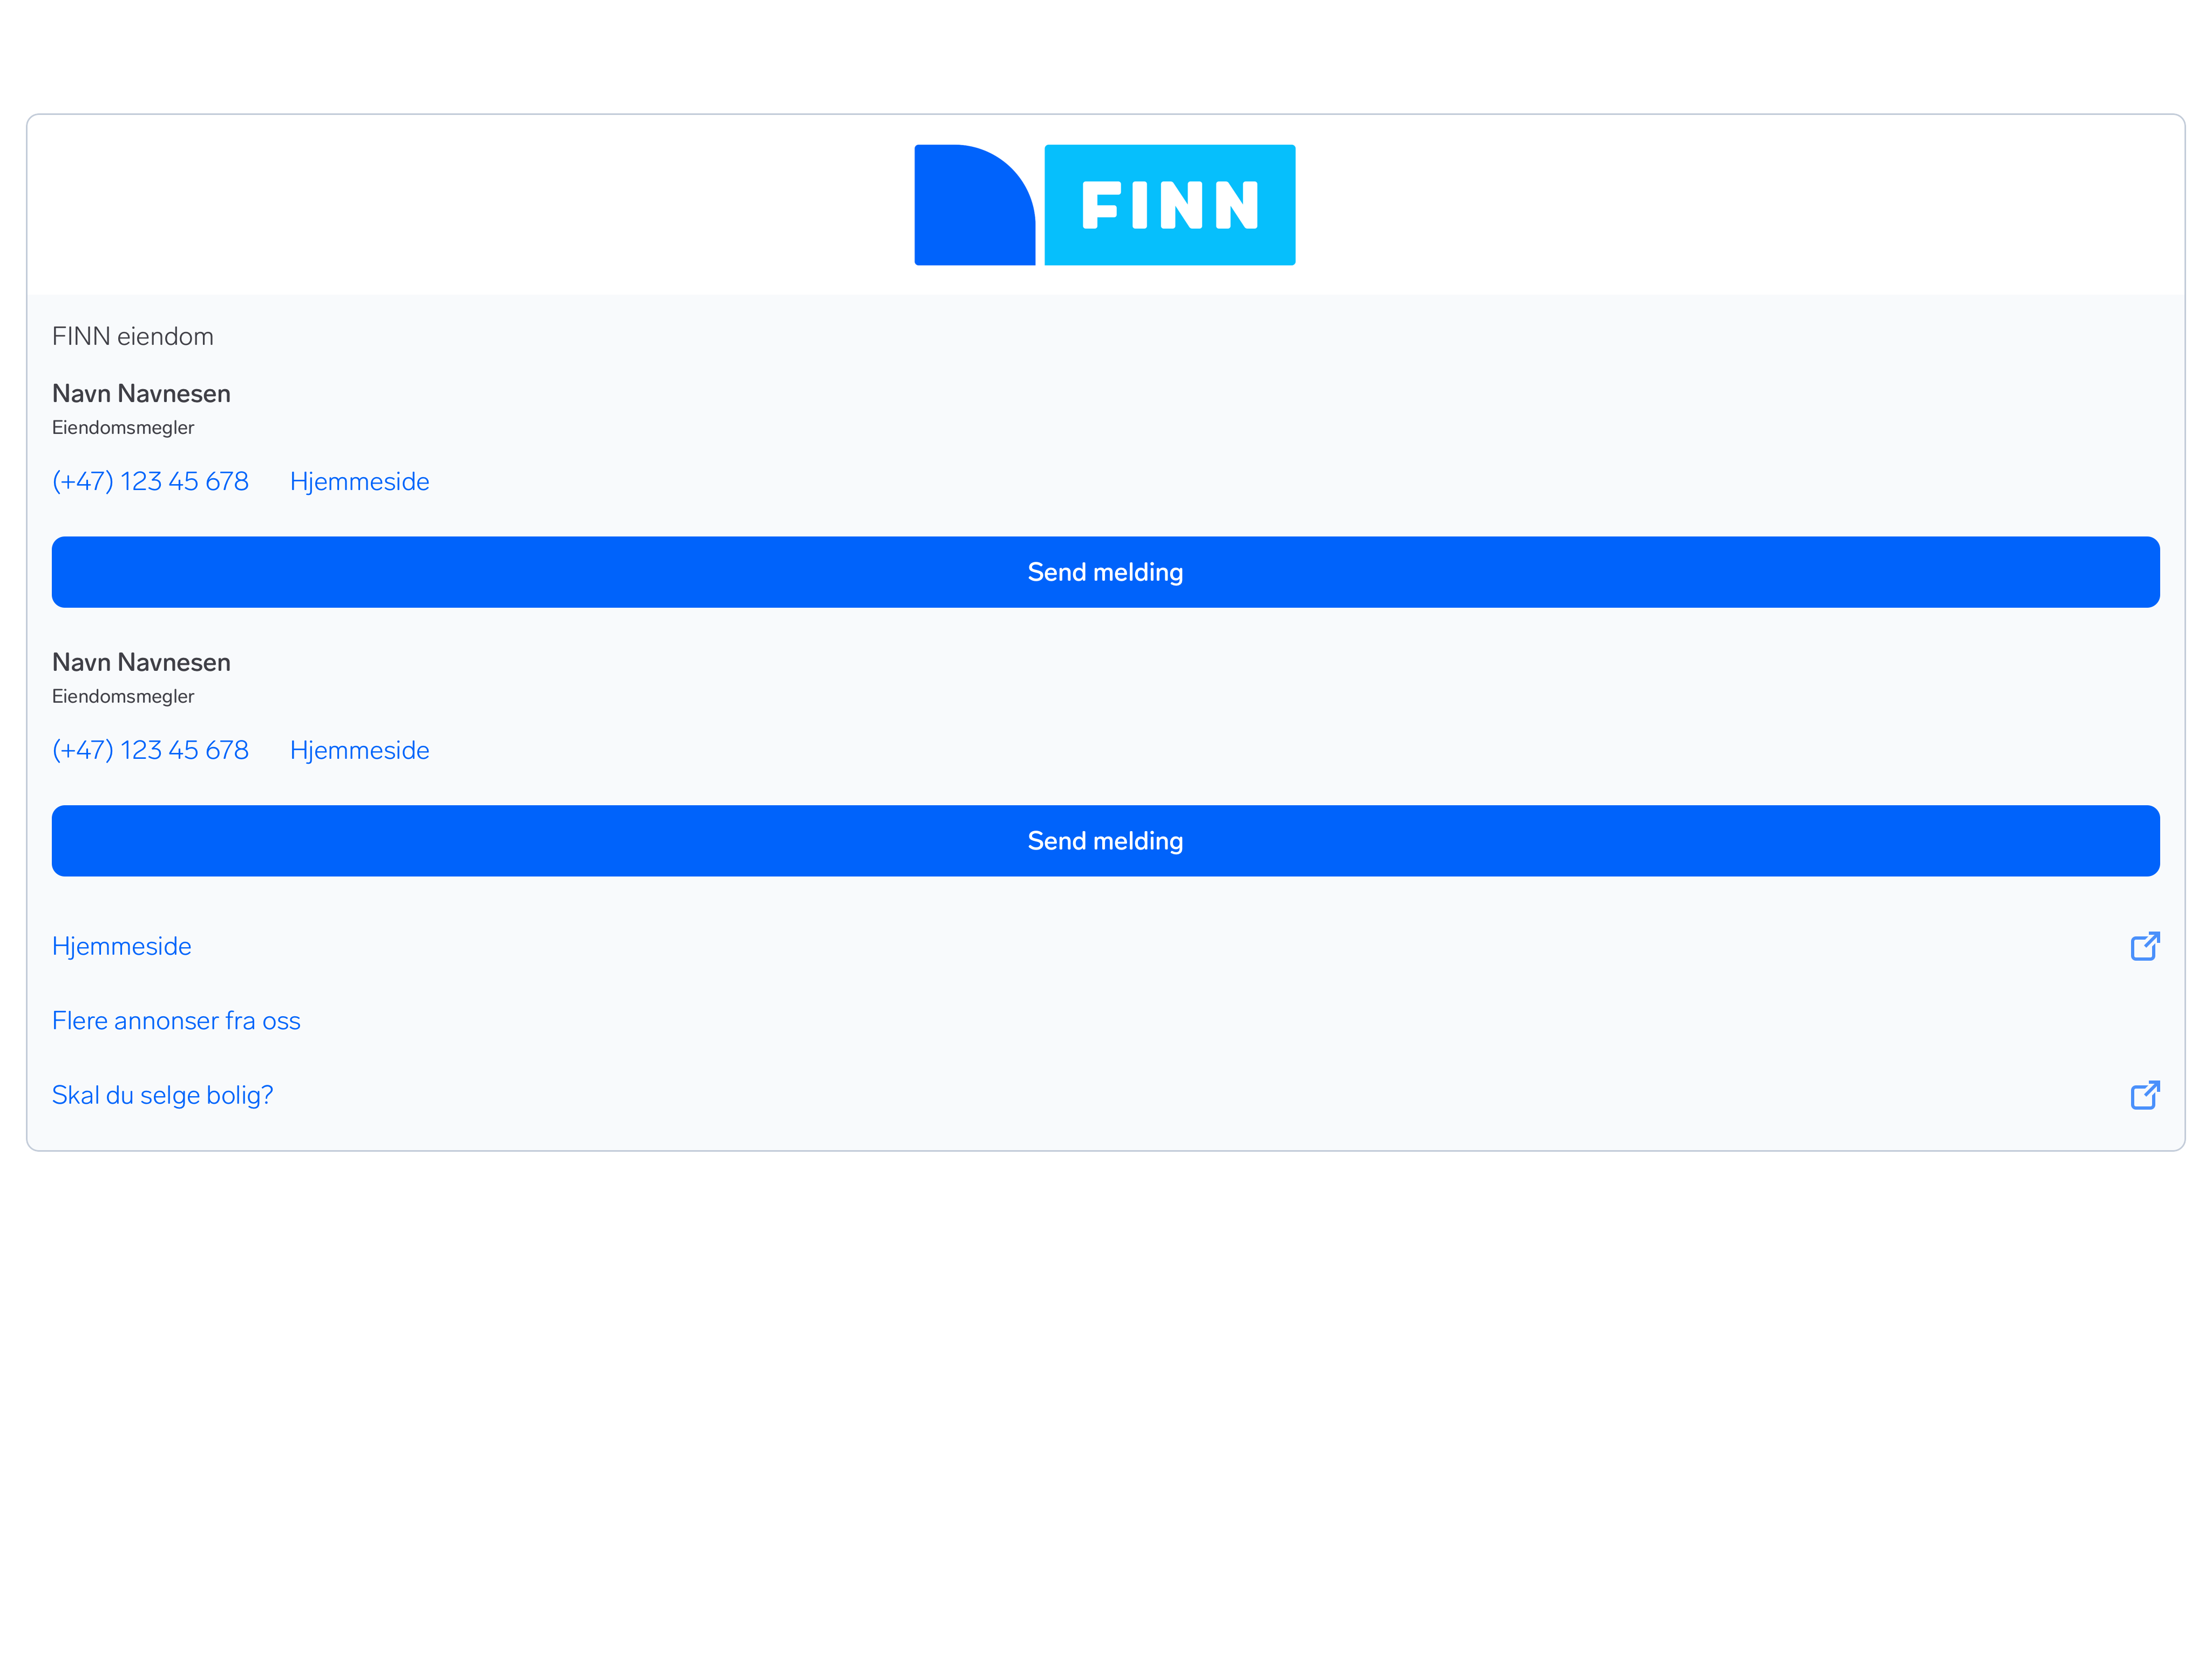 FINN
FINN eiendom
Navn Navnesen
Eiendomsmegler
(+47) 123 45 678 Hjemmeside
Send melding
Navn Navnesen
Eiendomsmegler
(+47) 123 45 678 Hjemmeside
Send melding
Hjemmeside
Flere annonser fra oss
Skal du selge bolig?